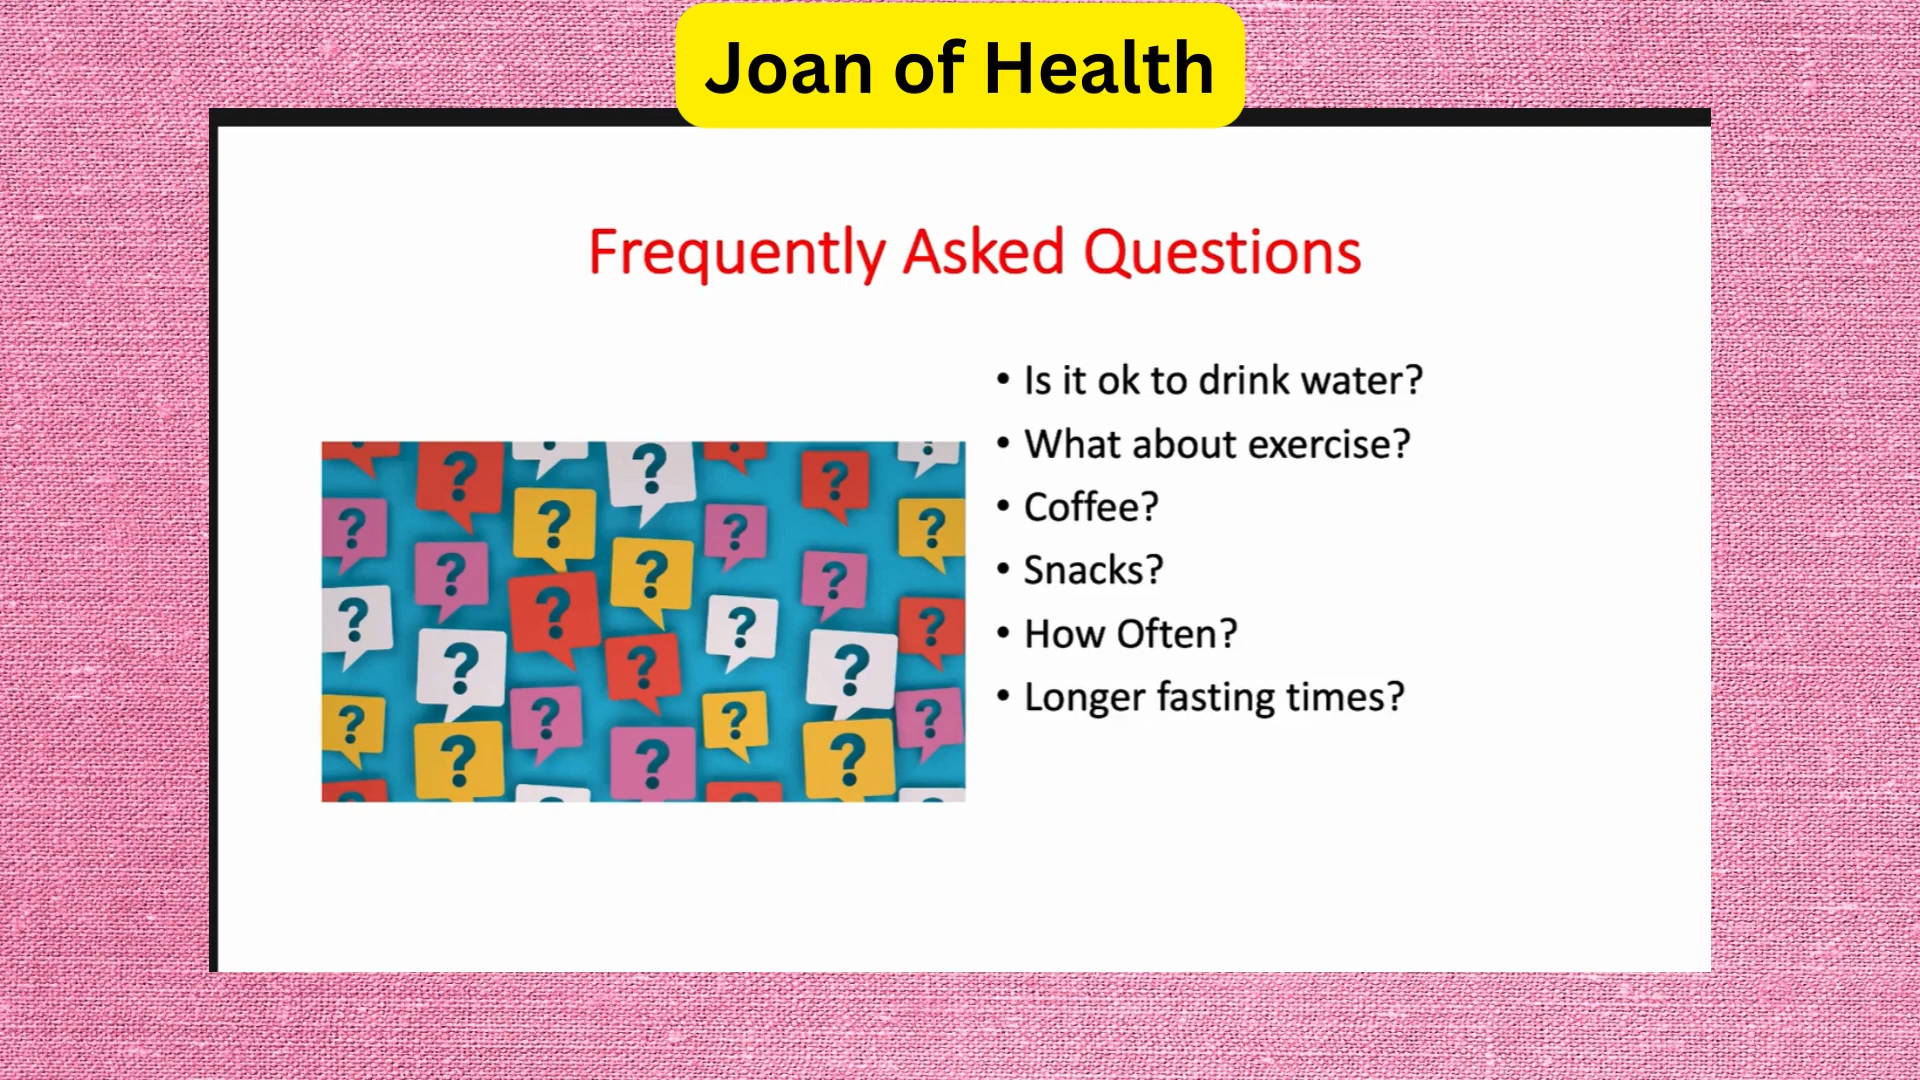 Joan of Health
Frequently Asked Questions
• Is it ok to drink water?
• What about exercise?
• Coffee?
• Snacks?
• How Often?
• Longer fasting times?